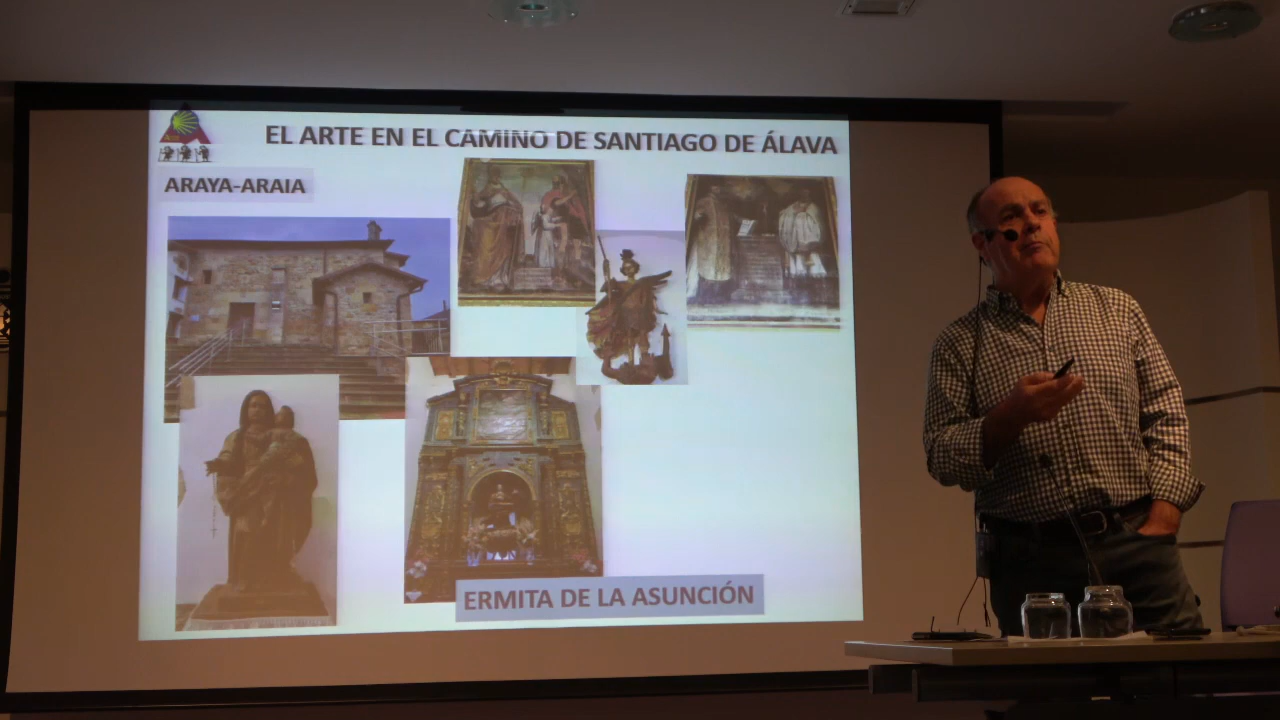 EL ARTE EN EL CAMINO DE SANTIAGO DE ÁLAVA
ARAYA-ARAIA
ERMITA DE LA ASUNCIÓN